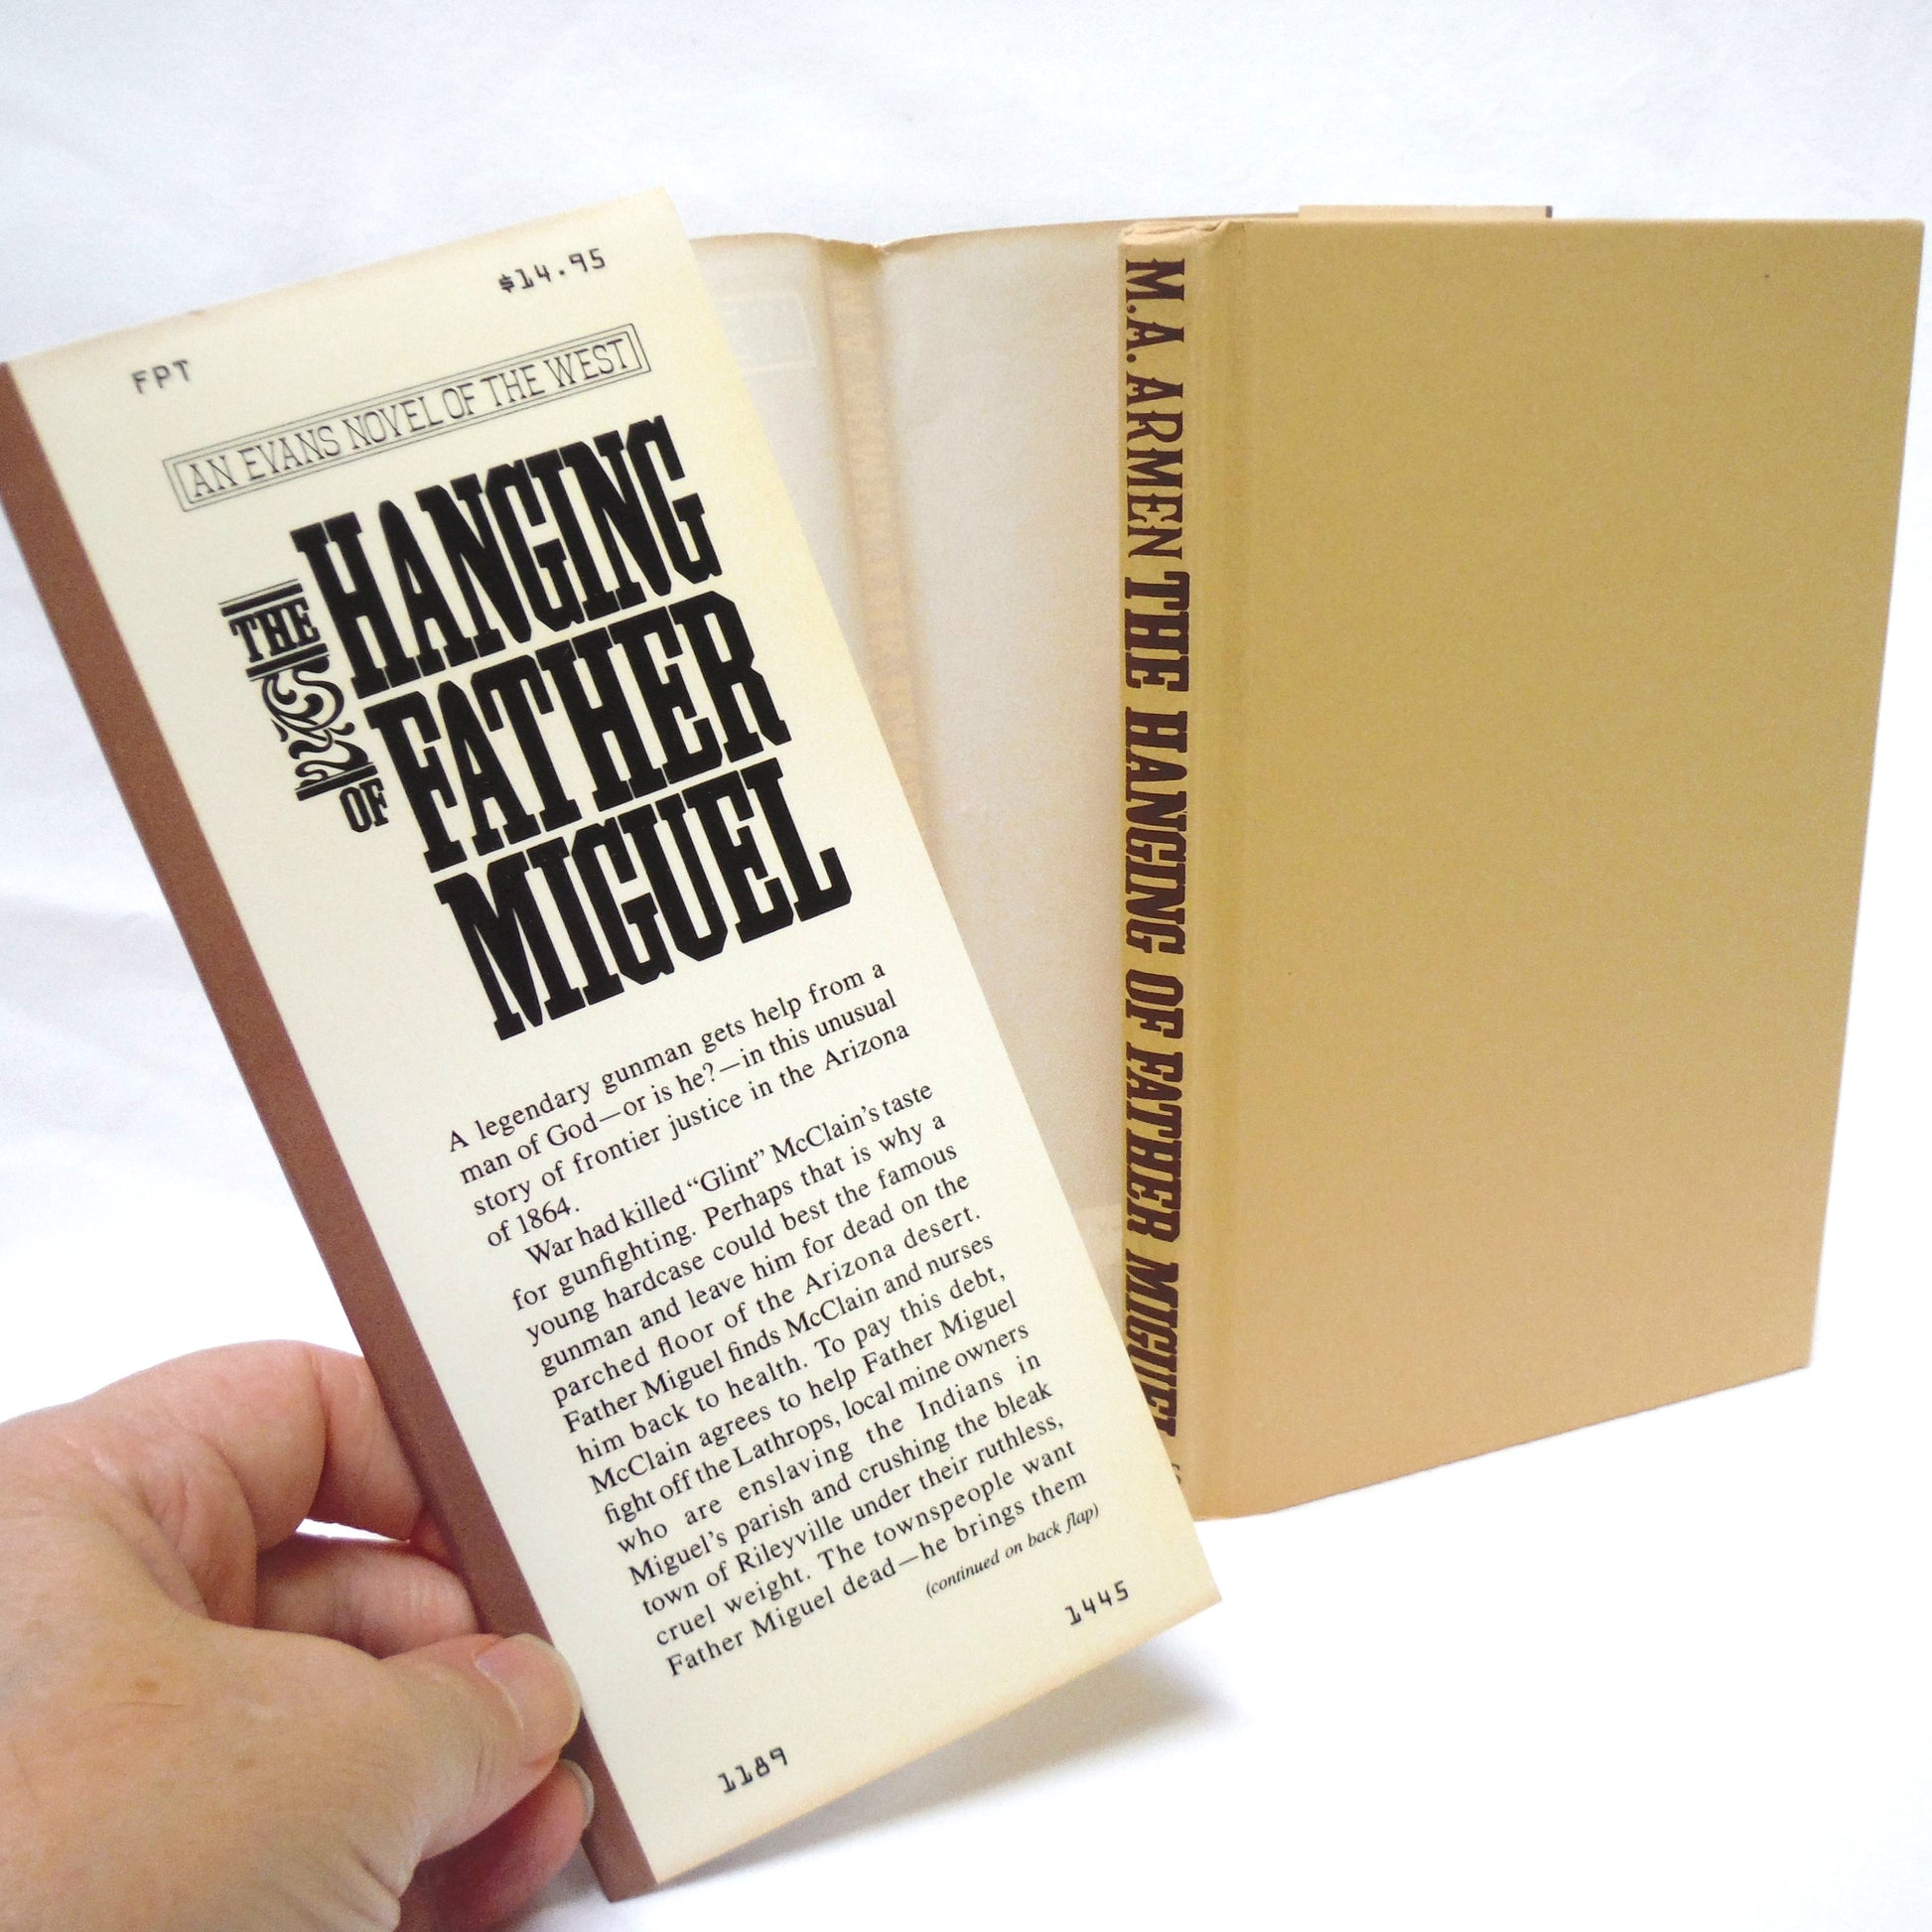 $14.95
FPT
AN EVANS NOVEL OF THE WEST
THE HANGING
OF FATHER
MIGUEL
A legendary gunman gets help from a
man of God—or is he?—in this unusual
story of frontier justice in the Arizona
of 1864.
War had killed “Glint” McClain’s taste
for gunfighting. Perhaps that is why a
young hardcase could best the famous
gunman and leave him for dead on the
parched floor of the Arizona desert.
Father Miguel finds McClain and nurses
him back to health. To pay this debt,
McClain agrees to help Father Miguel
fight off the Lathrops, local mine owners
who are enslaving the Indians in
Miguel’s parish and crushing the bleak
town of Rileyville under their ruthless,
cruel weight. The townspeople want
Father Miguel dead—he brings them
(continued on back flap)
1445
1189
M.A. ARMEN THE HANGING OF FATHER MIGUEL